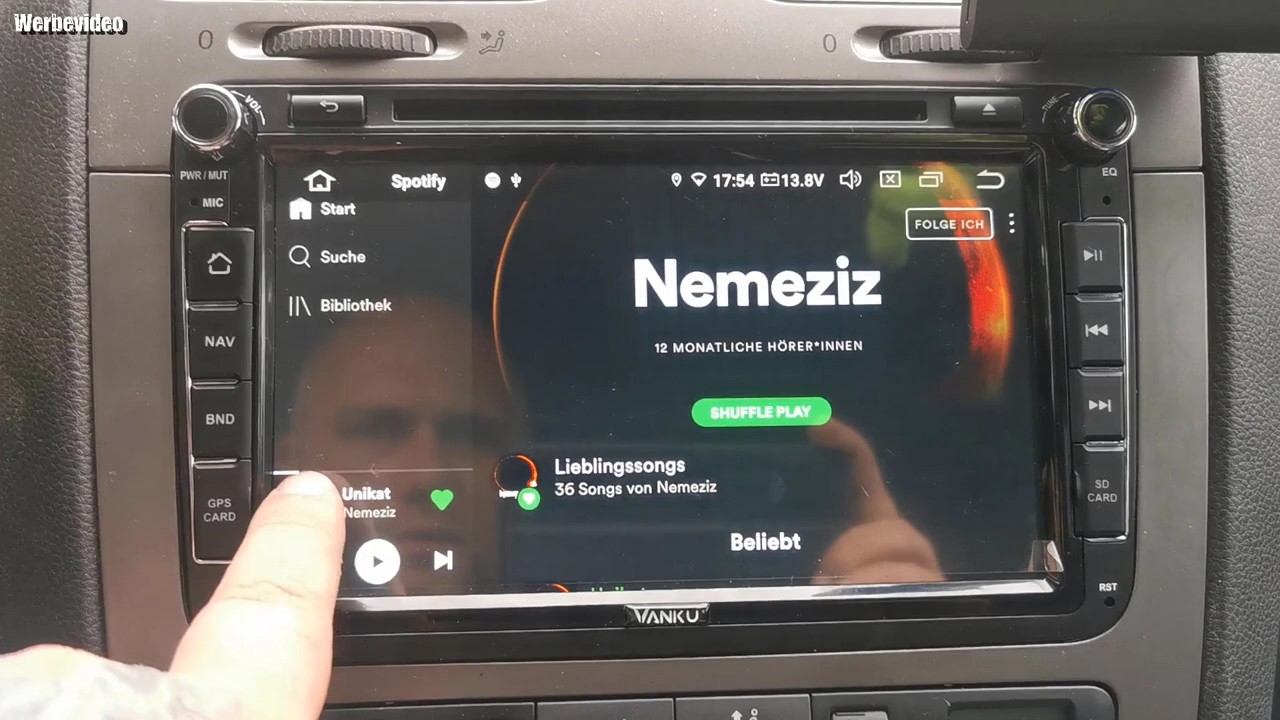 Werbevideo
0
0
VOL
TUNE
PWR / MUT
MIC
NAV
BND
GPS
CARD
EQ
SD
CARD
RST
Spotify
17:54
13.8V
Start
Suche
Bibliothek
FOLGE ICH
Nemeziz
12 MONATLICHE HÖRER*INNEN
SHUFFLE PLAY
Lieblingssongs
36 Songs von Nemeziz
Beliebt
Unikat
Nemeziz
VANKU